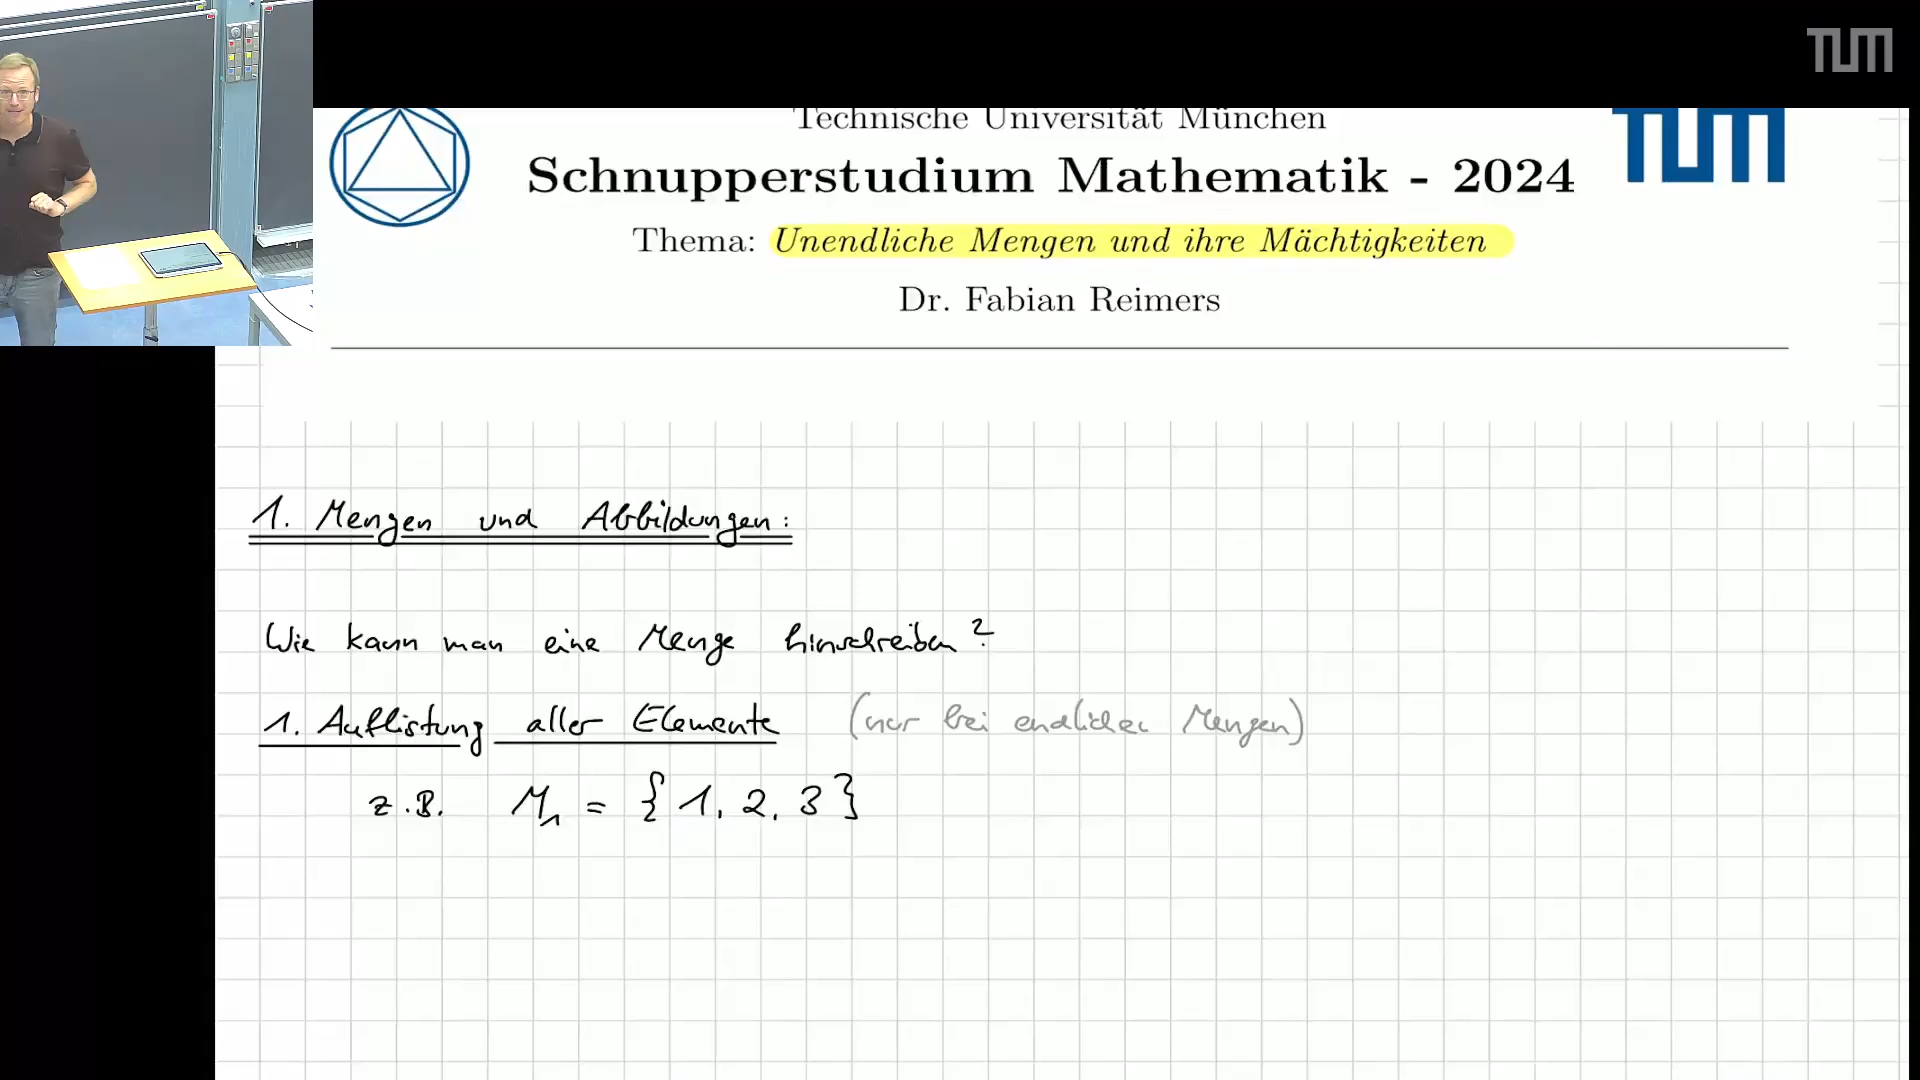 TUM
Technische Universität München
TUM
Schnupperstudium Mathematik - 2024
Thema: Unendliche Mengen und ihre Mächtigkeiten
Dr. Fabian Reimers
1. Mengen und Abbildungen:
Wie kann man eine Menge hinschreiben?
1. Auflistung aller Elemente (nur bei endlichen Mengen)
z.B. M₁ = {1, 2, 3}